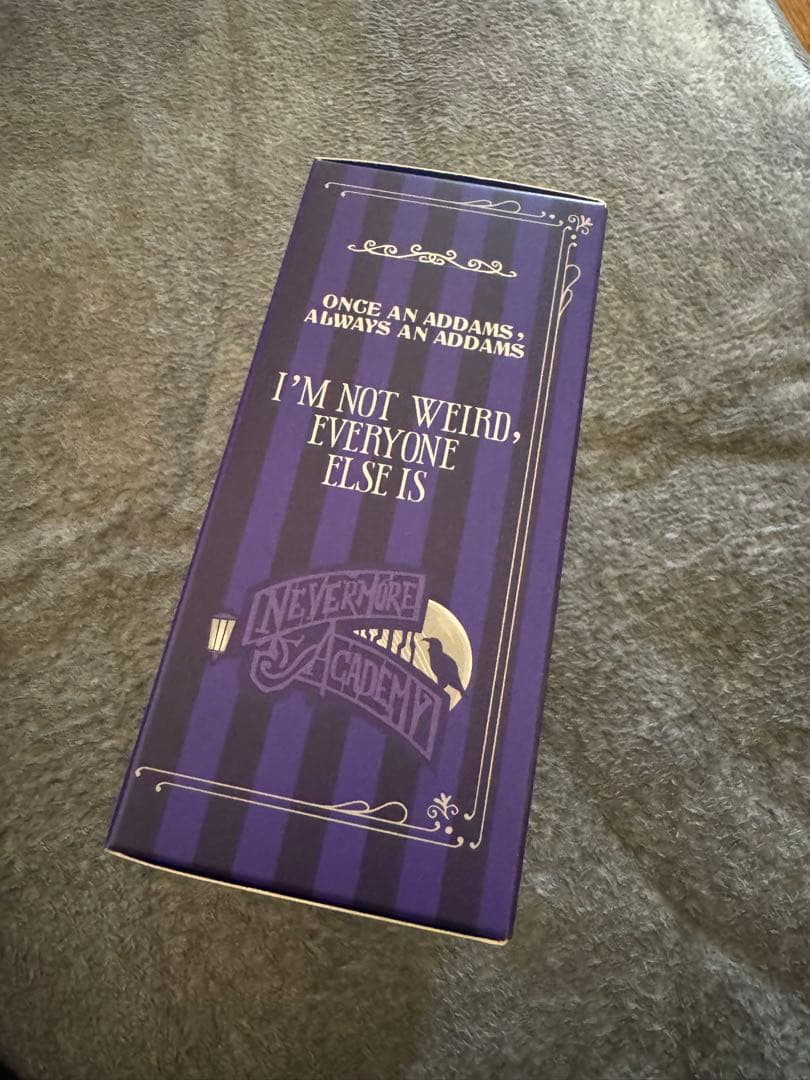 ONCE AN ADDAMS,
ALWAYS AN ADDAMS
I'M NOT WEIRD,
EVERYONE
ELSE IS
NEVERMORE
ACADEMY